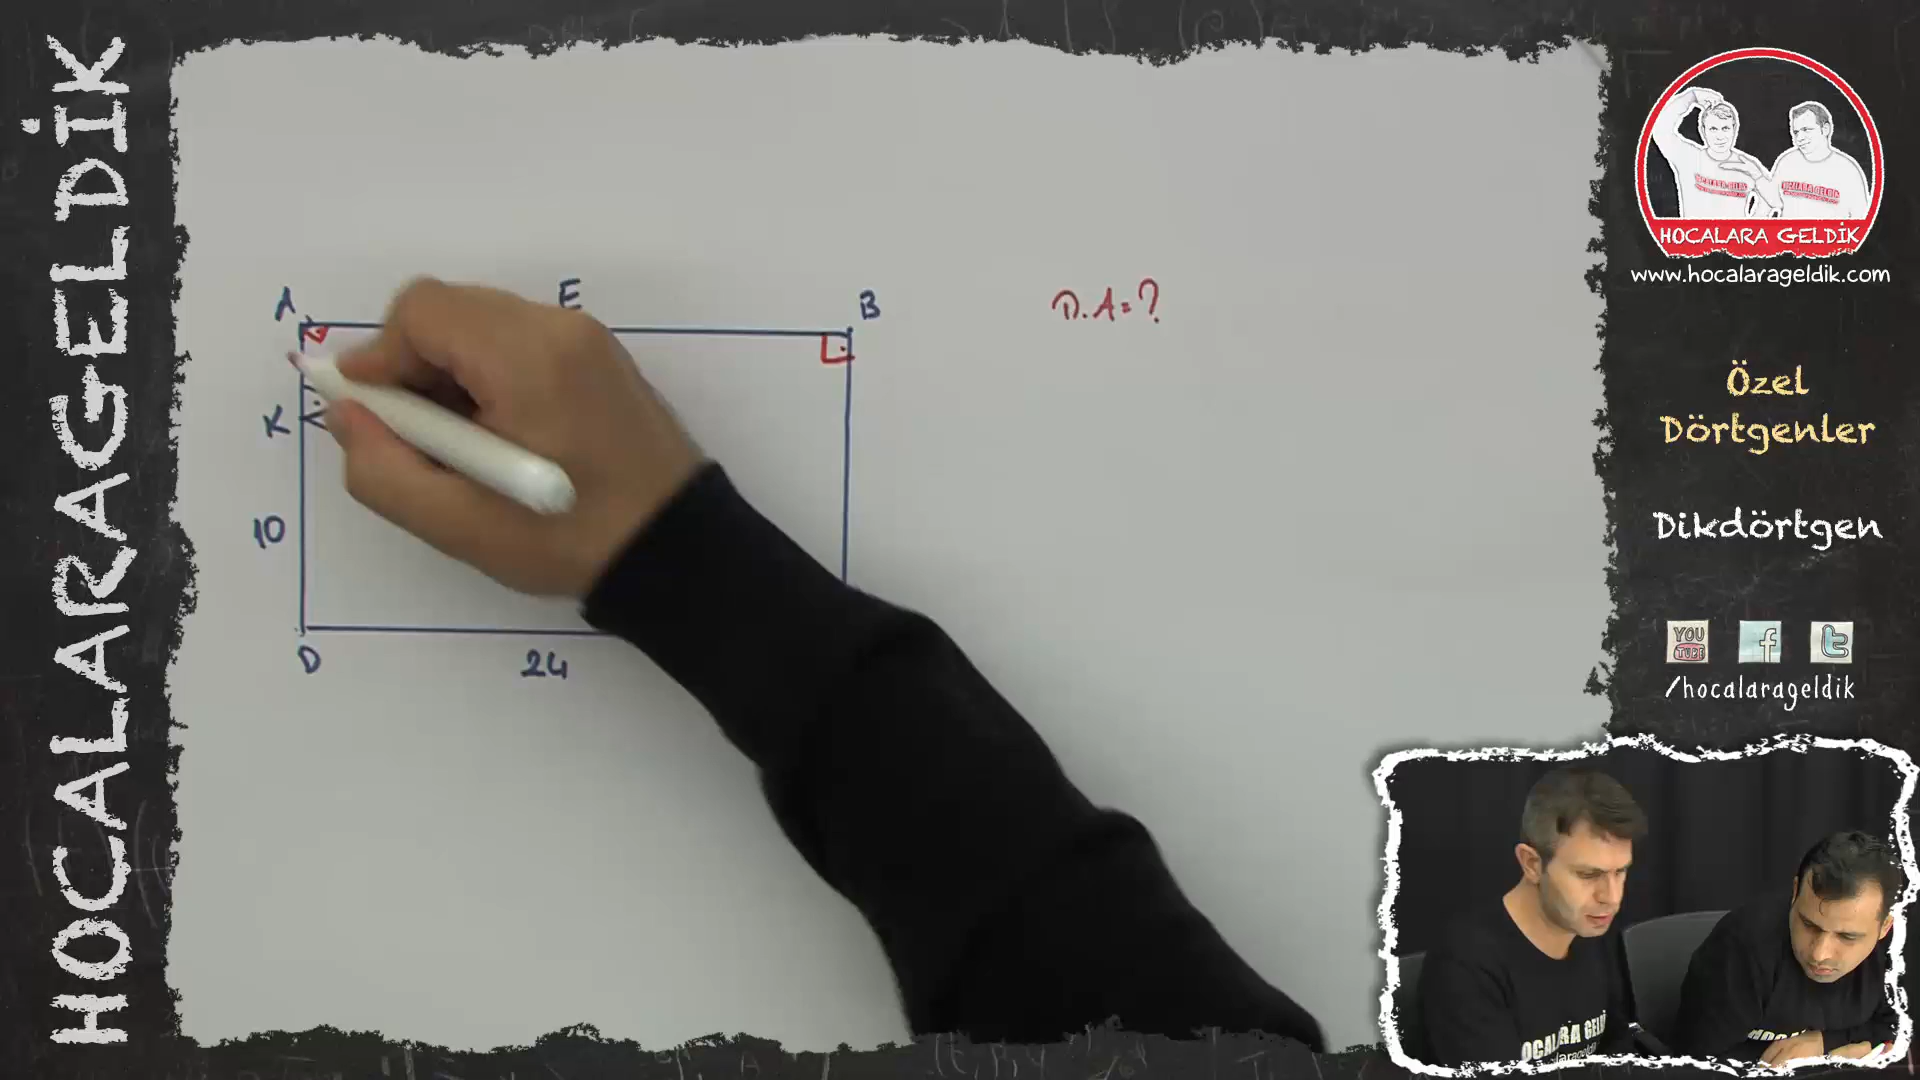 HOCALARAGELDİK
A
E
B
D.A=?
K
10
D
24
HOCALARA GELDİK
www.hocalarageldik.com
Özel
Dörtgenler
Dikdörtgen
YOU
TUBE
f
t
/hocalarageldik